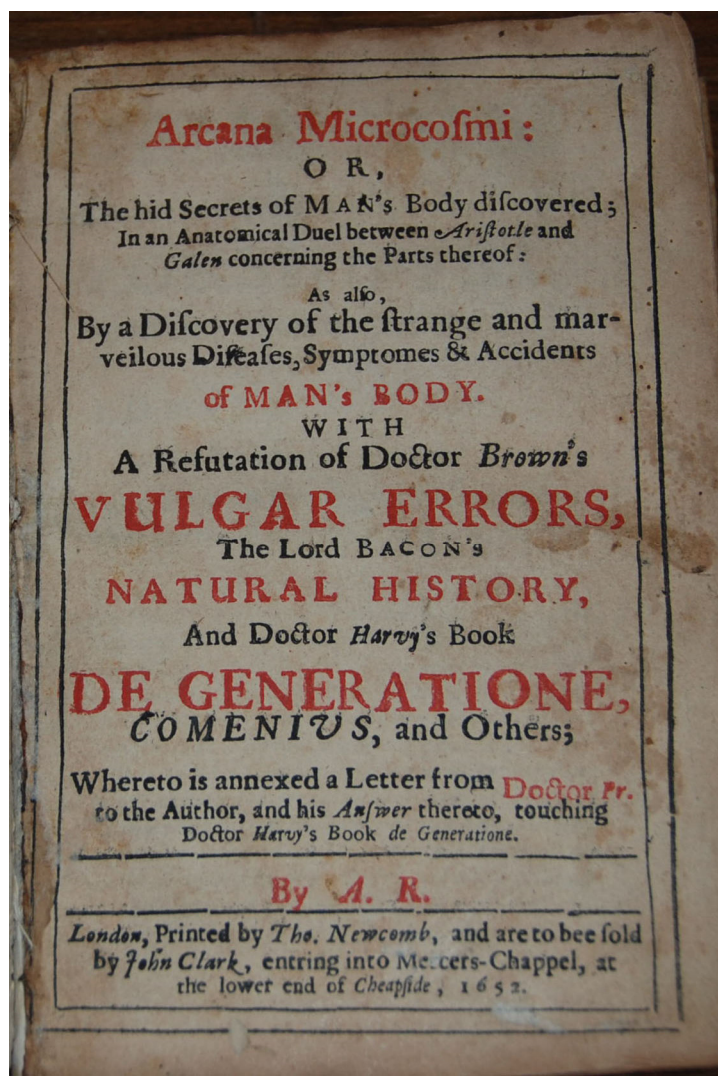 Arcana Microcoſmi:
OR,
The hid Secrets of MAN's Body diſcovered;
In an Anatomical Duel between Ariſtotle and
Galen concerning the Parts thereof:
As alſo,
By a Diſcovery of the ſtrange and mar-
veilous Diſeaſes, Symptomes & Accidents
of MAN's BODY.
WITH
A Refutation of Doctor Brown's
VULGAR ERRORS,
The Lord BACON's
NATURAL HISTORY,
And Doctor Harvy's Book
DE GENERATIONE,
COMENIVS, and Others;
Whereto is annexed a Letter from Doctor Pr.
to the Author, and his Anſwer thereto, touching
Doctor Harvy's Book de Generatione.
By A. R.
London, Printed by Tho. Newcomb, and are to bee ſold
by John Clark, entring into Mercers-Chappel, at
the lower end of Cheapſide, 1652.